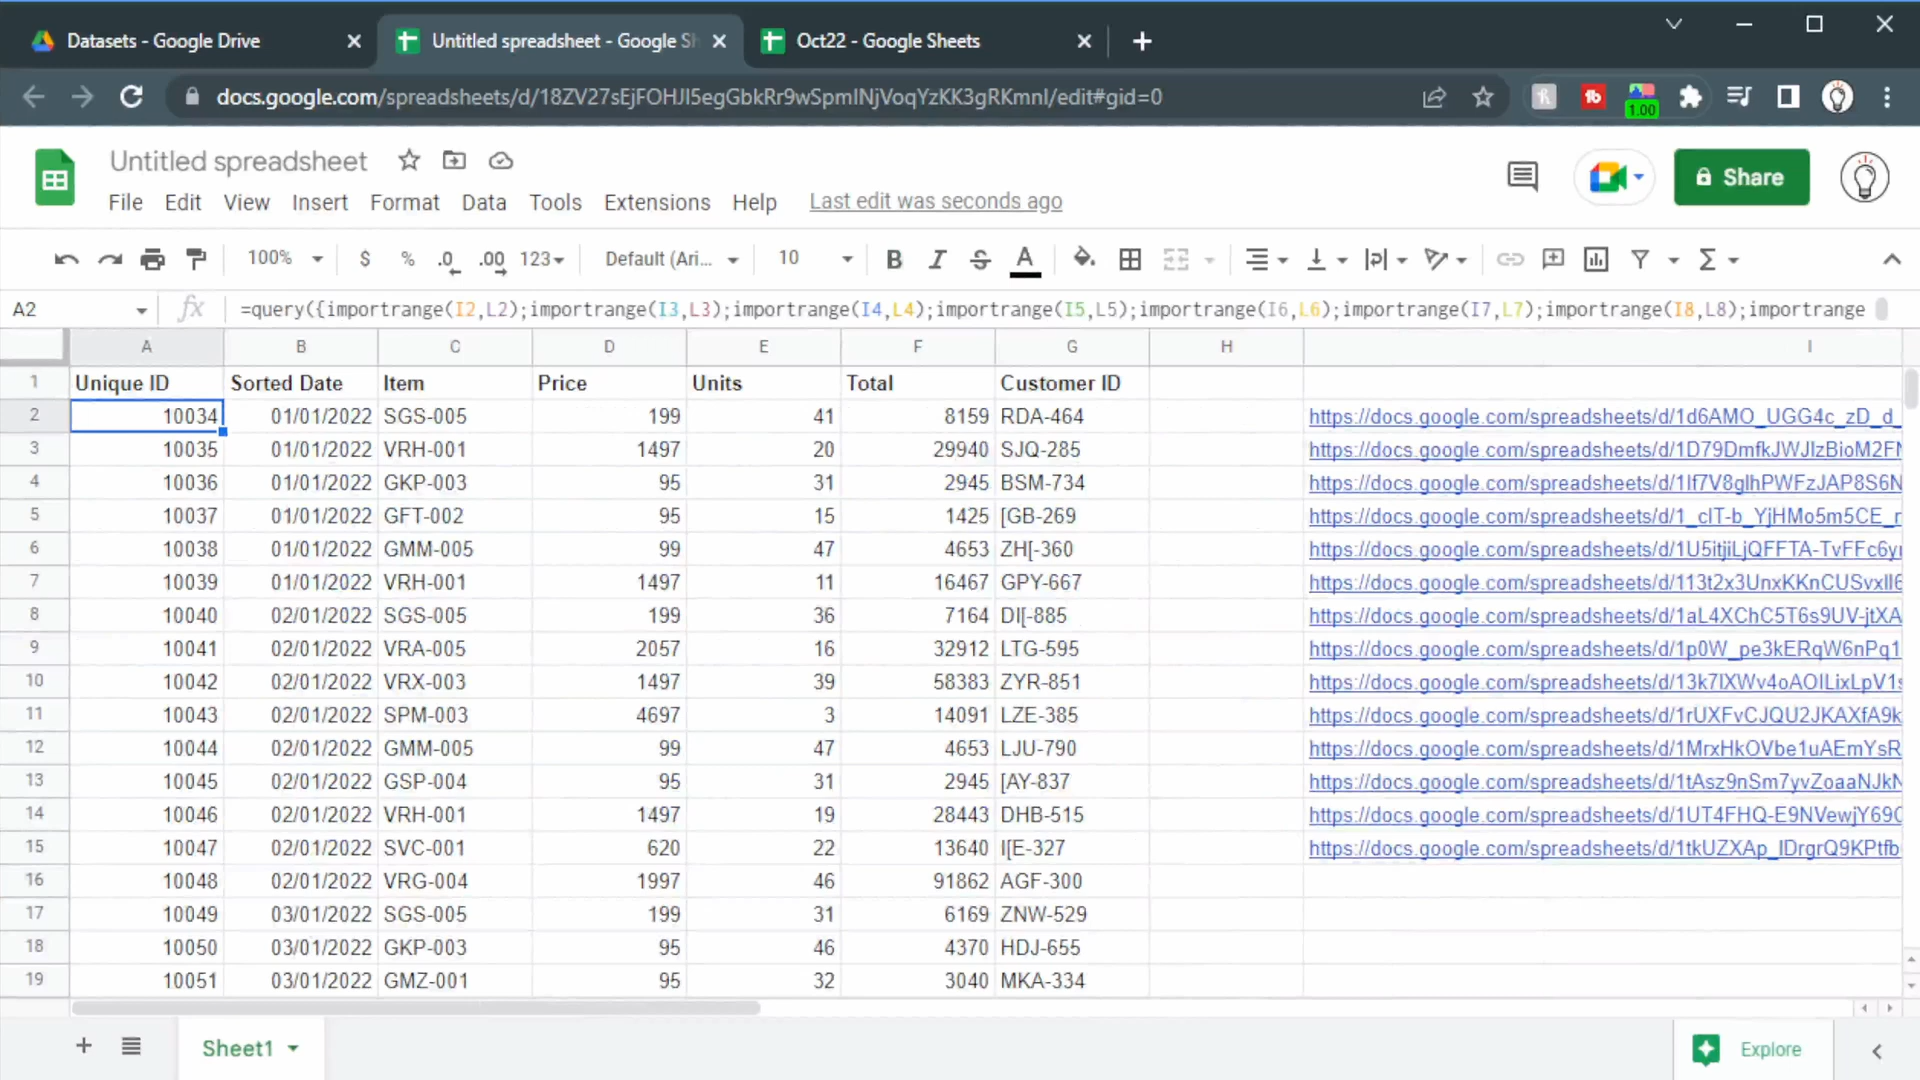 Datasets - Google Drive
Untitled spreadsheet - Google Sh
Oct22 - Google Sheets
docs.google.com/spreadsheets/d/18ZV27sEjFOHJI5egGbkRr9wSpmINjVoqYzKK3gRKmnI/edit#gid=0
1.00
Untitled spreadsheet
Share
File Edit View Insert Format Data Tools Extensions Help Last edit was seconds ago
100% $ % .0 .00 123 Default (Ari... 10 B I S A
A2 fx =query({importrange(I2,L2);importrange(I3,L3);importrange(I4,L4);importrange(I5,L5);importrange(I6,L6);importrange(I7,L7);importrange(I8,L8);importrange
A B C D E F G H I
1 Unique ID Sorted Date Item Price Units Total Customer ID
2 10034 01/01/2022 SGS-005 199 41 8159 RDA-464 https://docs.google.com/spreadsheets/d/1d6AMO_UGG4c_zD_d_
3 10035 01/01/2022 VRH-001 1497 20 29940 SJQ-285 https://docs.google.com/spreadsheets/d/1D79DmfkJWJIzBioM2FN
4 10036 01/01/2022 GKP-003 95 31 2945 BSM-734 https://docs.google.com/spreadsheets/d/1If7V8glhPWFzJAP8S6N
5 10037 01/01/2022 GFT-002 95 15 1425 [GB-269 https://docs.google.com/spreadsheets/d/1_cIT-b_YjHMo5m5CE_r
6 10038 01/01/2022 GMM-005 99 47 4653 ZH[-360 https://docs.google.com/spreadsheets/d/1U5itjiLjQFFTA-TvFFc6yr
7 10039 01/01/2022 VRH-001 1497 11 16467 GPY-667 https://docs.google.com/spreadsheets/d/113t2x3UnxKKnCUSvxII6
8 10040 02/01/2022 SGS-005 199 36 7164 DI[-885 https://docs.google.com/spreadsheets/d/1aL4XChC5T6s9UV-jtXA
9 10041 02/01/2022 VRA-005 2057 16 32912 LTG-595 https://docs.google.com/spreadsheets/d/1p0W_pe3kERqW6nPq1
10 10042 02/01/2022 VRX-003 1497 39 58383 ZYR-851 https://docs.google.com/spreadsheets/d/13k7IXWv4oAOILixLpV1s
11 10043 02/01/2022 SPM-003 4697 3 14091 LZE-385 https://docs.google.com/spreadsheets/d/1rUXFvCJQU2JKAXfA9k
12 10044 02/01/2022 GMM-005 99 47 4653 LJU-790 https://docs.google.com/spreadsheets/d/1MrxHkOVbe1uAEmYsR
13 10045 02/01/2022 GSP-004 95 31 2945 [AY-837 https://docs.google.com/spreadsheets/d/1tAsz9nSm7yvZoaaNJkN
14 10046 02/01/2022 VRH-001 1497 19 28443 DHB-515 https://docs.google.com/spreadsheets/d/1UT4FHQ-E9NVewjY69C
15 10047 02/01/2022 SVC-001 620 22 13640 I[E-327 https://docs.google.com/spreadsheets/d/1tkUZXAp_IDrgrQ9KPtfb
16 10048 02/01/2022 VRG-004 1997 46 91862 AGF-300
17 10049 03/01/2022 SGS-005 199 31 6169 ZNW-529
18 10050 03/01/2022 GKP-003 95 46 4370 HDJ-655
19 10051 03/01/2022 GMZ-001 95 32 3040 MKA-334
Sheet1
Explore